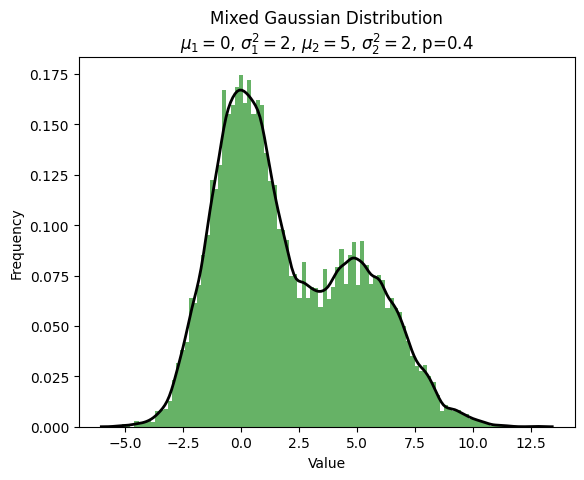 Mixed Gaussian Distribution
μ₁ = 0, σ₁² = 2, μ₂ = 5, σ₂² = 2, p=0.4
0.175
0.150
0.125
0.100
0.075
0.050
0.025
0.000
Frequency
−5.0 −2.5 0.0 2.5 5.0 7.5 10.0 12.5
Value